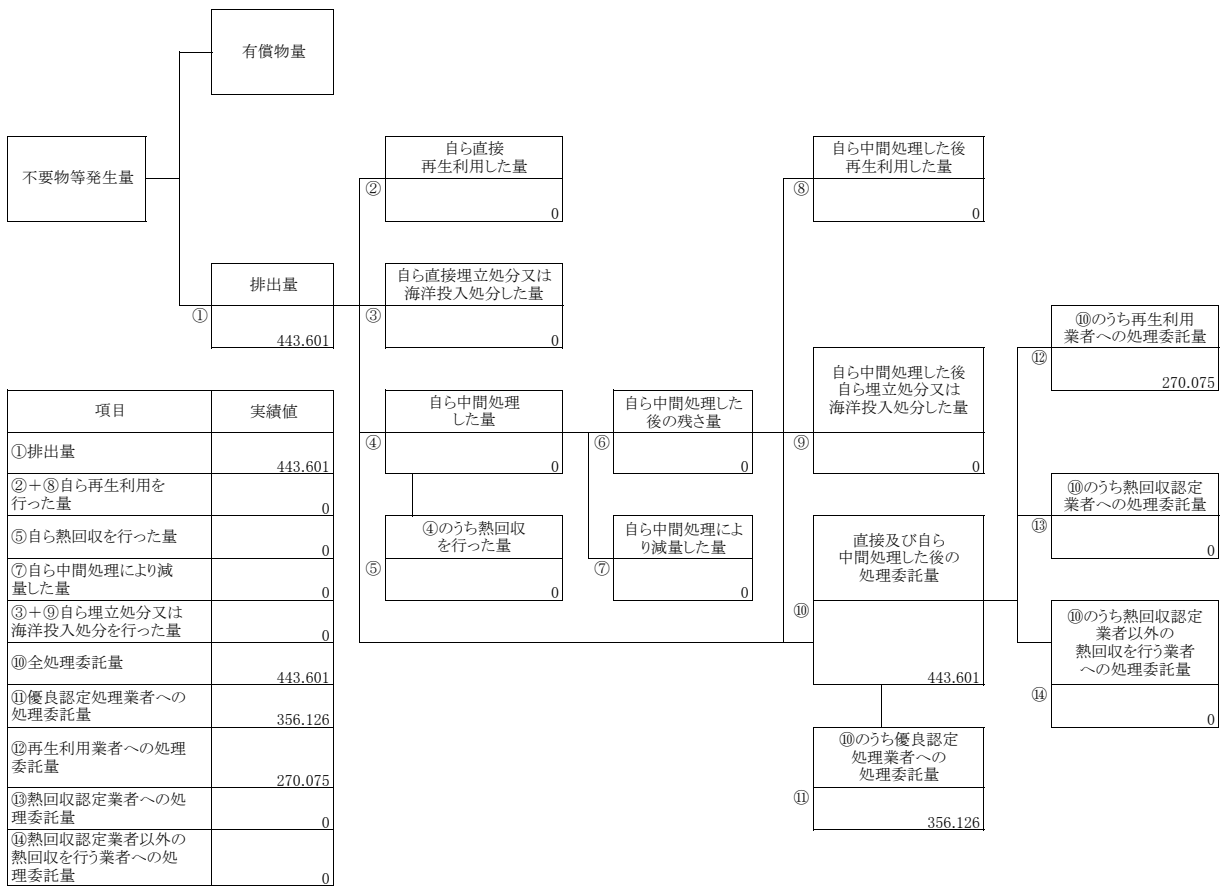 有償物量
不要物等発生量
自ら直接
再生利用した量
②
0
自ら中間処理した後
再生利用した量
⑧
0
排出量
①
443.601
自ら直接埋立処分又は
海洋投入処分した量
③
0
⑩のうち再生利用
業者への処理委託量
⑫
270.075
自ら中間処理
した量
④
0
自ら中間処理した
後の残さ量
⑥
0
自ら中間処理した後
自ら埋立処分又は
海洋投入処分した量
⑨
0
⑩のうち熱回収認定
業者への処理委託量
⑬
0
④のうち熱回収
を行った量
⑤
0
自ら中間処理によ
り減量した量
⑦
0
直接及び自ら
中間処理した後の
処理委託量
⑩
443.601
⑩のうち熱回収認定
業者以外の
熱回収を行う業者
への処理委託量
⑭
0
⑩のうち優良認定
処理業者への
処理委託量
⑪
356.126
項目
実績値
①排出量
443.601
②+⑧自ら再生利用を
行った量
0
⑤自ら熱回収を行った量
0
⑦自ら中間処理により減
量した量
0
③+⑨自ら埋立処分又は
海洋投入処分を行った量
0
⑩全処理委託量
443.601
⑪優良認定処理業者への
処理委託量
356.126
⑫再生利用業者への処理
委託量
270.075
⑬熱回収認定業者への処
理委託量
0
⑭熱回収認定業者以外の
熱回収を行う業者への処
理委託量
0